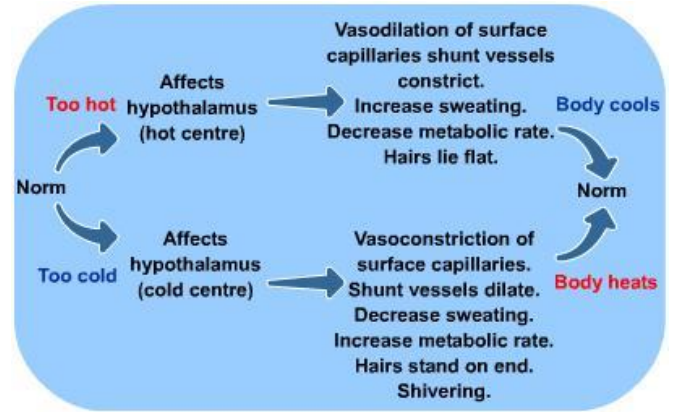 Norm
Too hot
Affects
hypothalamus
(hot centre)
Vasodilation of surface
capillaries shunt vessels
constrict.
Increase sweating.
Decrease metabolic rate.
Hairs lie flat.
Body cools
Too cold
Affects
hypothalamus
(cold centre)
Vasoconstriction of
surface capillaries.
Shunt vessels dilate.
Decrease sweating.
Increase metabolic rate.
Hairs stand on end.
Shivering.
Body heats
Norm